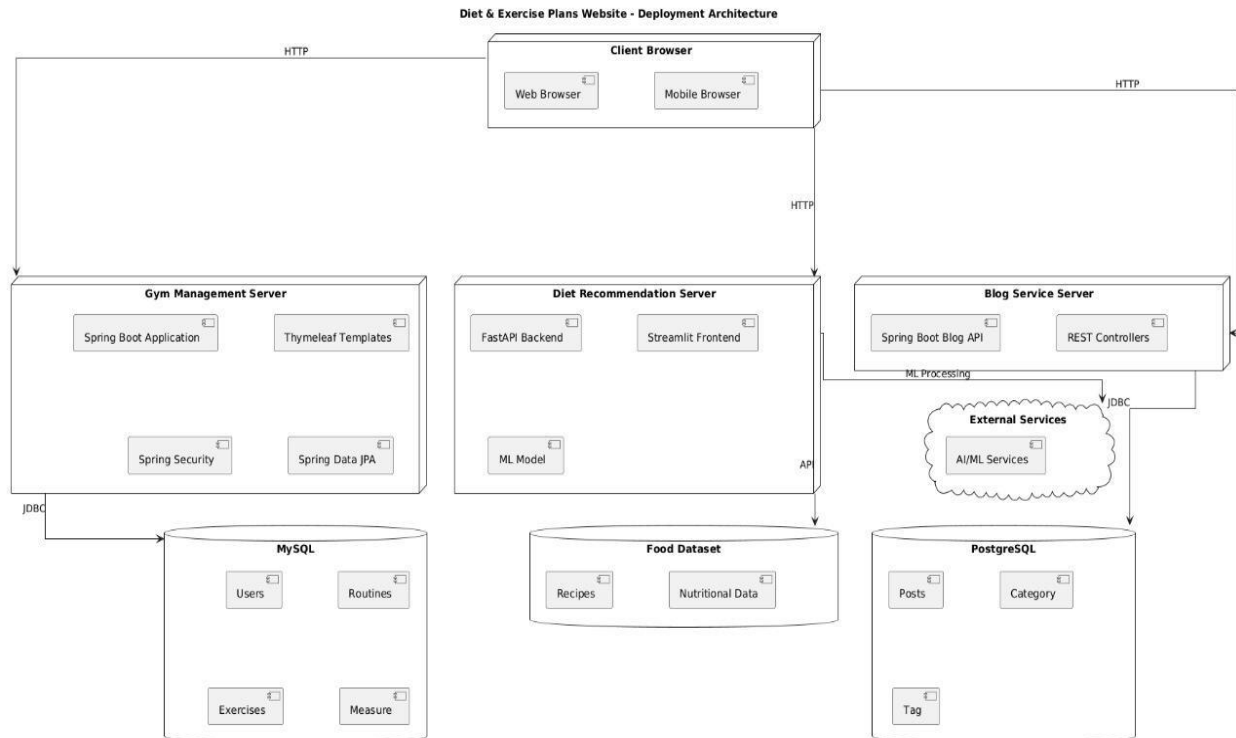 Diet & Exercise Plans Website - Deployment Architecture
Client Browser
Web Browser
Mobile Browser
HTTP
HTTP
HTTP
Gym Management Server
Spring Boot Application
Thymeleaf Templates
Spring Security
Spring Data JPA
Diet Recommendation Server
FastAPI Backend
Streamlit Frontend
ML Model
Blog Service Server
Spring Boot Blog API
REST Controllers
ML Processing
JDBC
External Services
AI/ML Services
API
JDBC
MySQL
Users
Routines
Exercises
Measure
Food Dataset
Recipes
Nutritional Data
PostgreSQL
Posts
Category
Tag